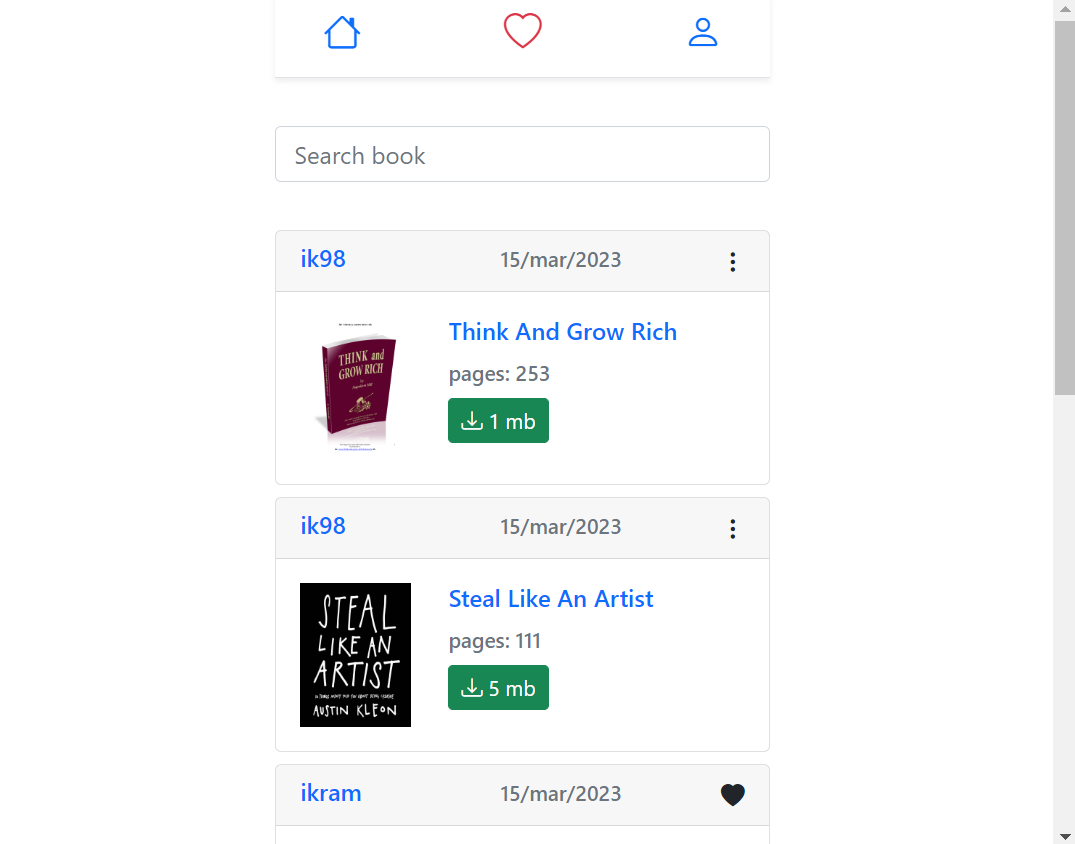 Search book
ik98 15/mar/2023
THINK and
GROW RICH
Think And Grow Rich
pages: 253
1 mb
ik98 15/mar/2023
STEAL
LIKE AN
ARTIST
AUSTIN KLEON
Steal Like An Artist
pages: 111
5 mb
ikram 15/mar/2023